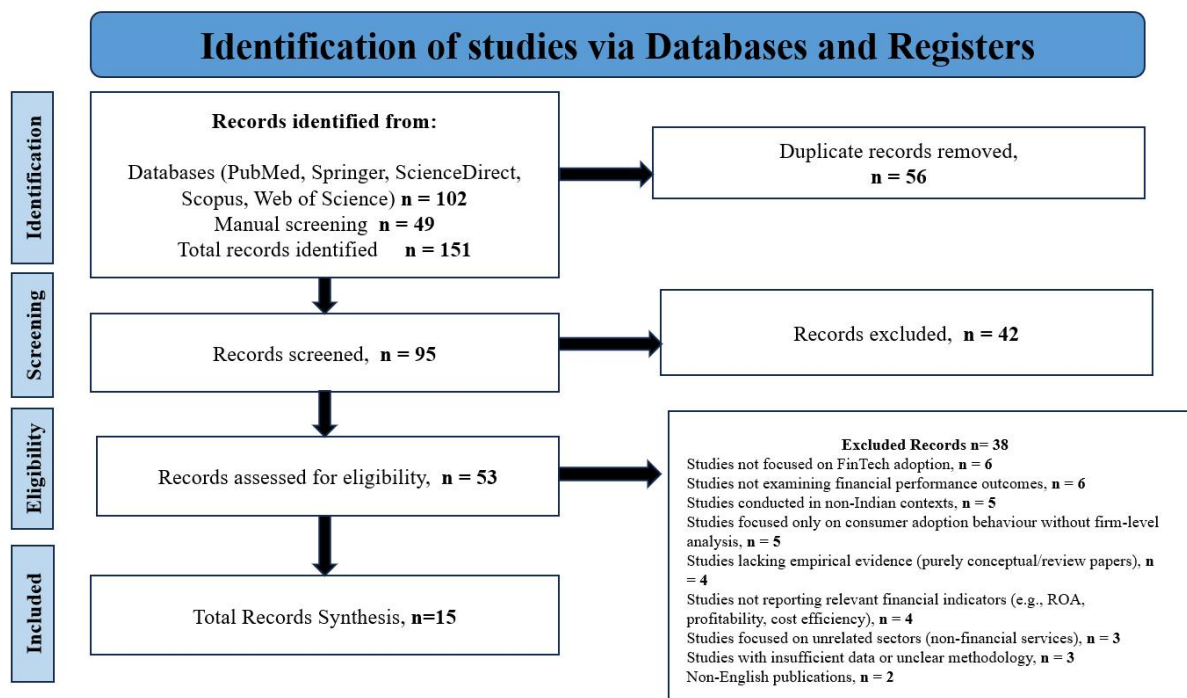 Identification of studies via Databases and Registers
Identification
Records identified from:
Databases (PubMed, Springer, ScienceDirect,
Scopus, Web of Science) n = 102
Manual screening n = 49
Total records identified n = 151
Duplicate records removed,
n = 56
Screening
Records screened, n = 95
Records excluded, n = 42
Eligibility
Records assessed for eligibility, n = 53
Excluded Records n= 38
Studies not focused on FinTech adoption, n = 6
Studies not examining financial performance outcomes, n = 6
Studies conducted in non-Indian contexts, n = 5
Studies focused only on consumer adoption behaviour without firm-level
analysis, n = 5
Studies lacking empirical evidence (purely conceptual/review papers), n
= 4
Studies not reporting relevant financial indicators (e.g., ROA,
profitability, cost efficiency), n = 4
Studies focused on unrelated sectors (non-financial services), n = 3
Studies with insufficient data or unclear methodology, n = 3
Non-English publications, n = 2
Included
Total Records Synthesis, n=15